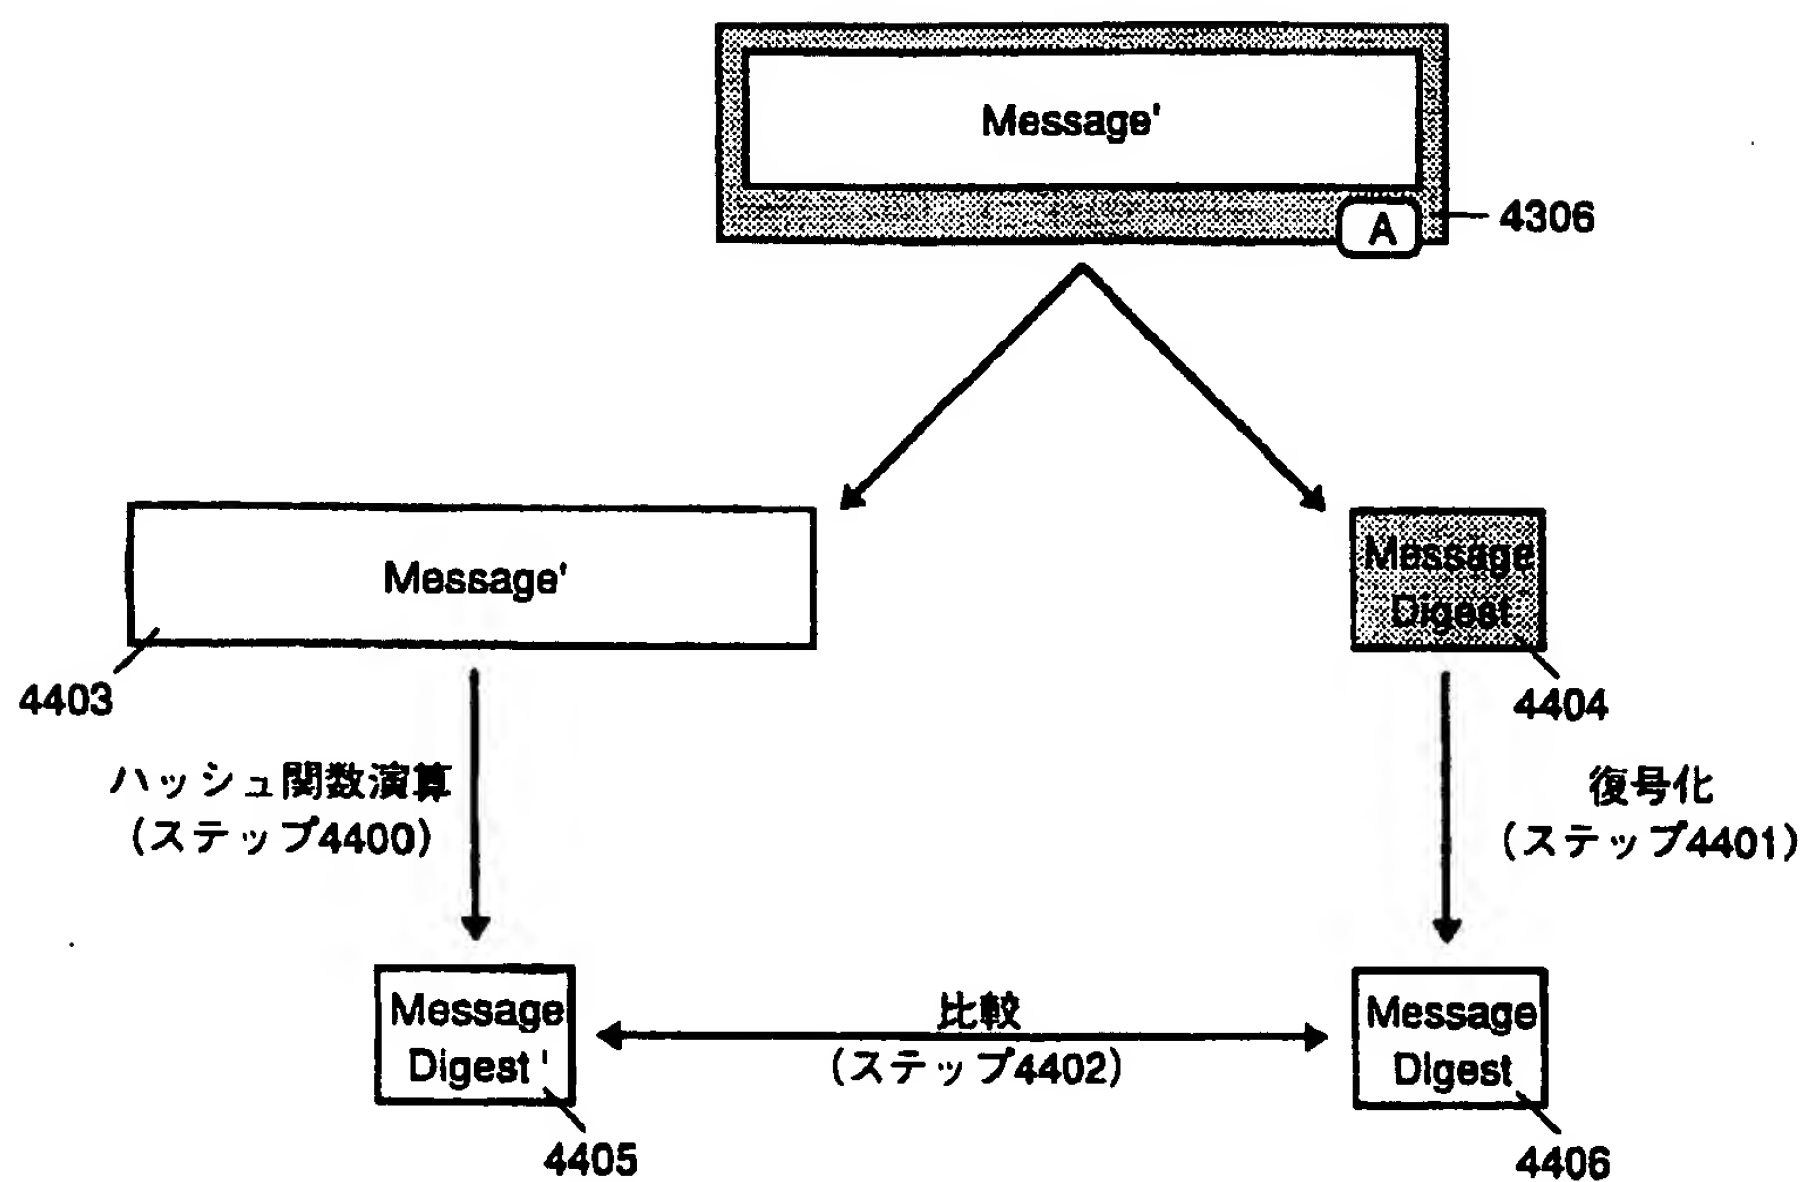 Message'
A
4306
Message'
4403
Message
Digest
4404
ハッシュ関数演算
(ステップ4400)
復号化
(ステップ4401)
Message
Digest'
4405
比較
(ステップ4402)
Message
Digest
4406